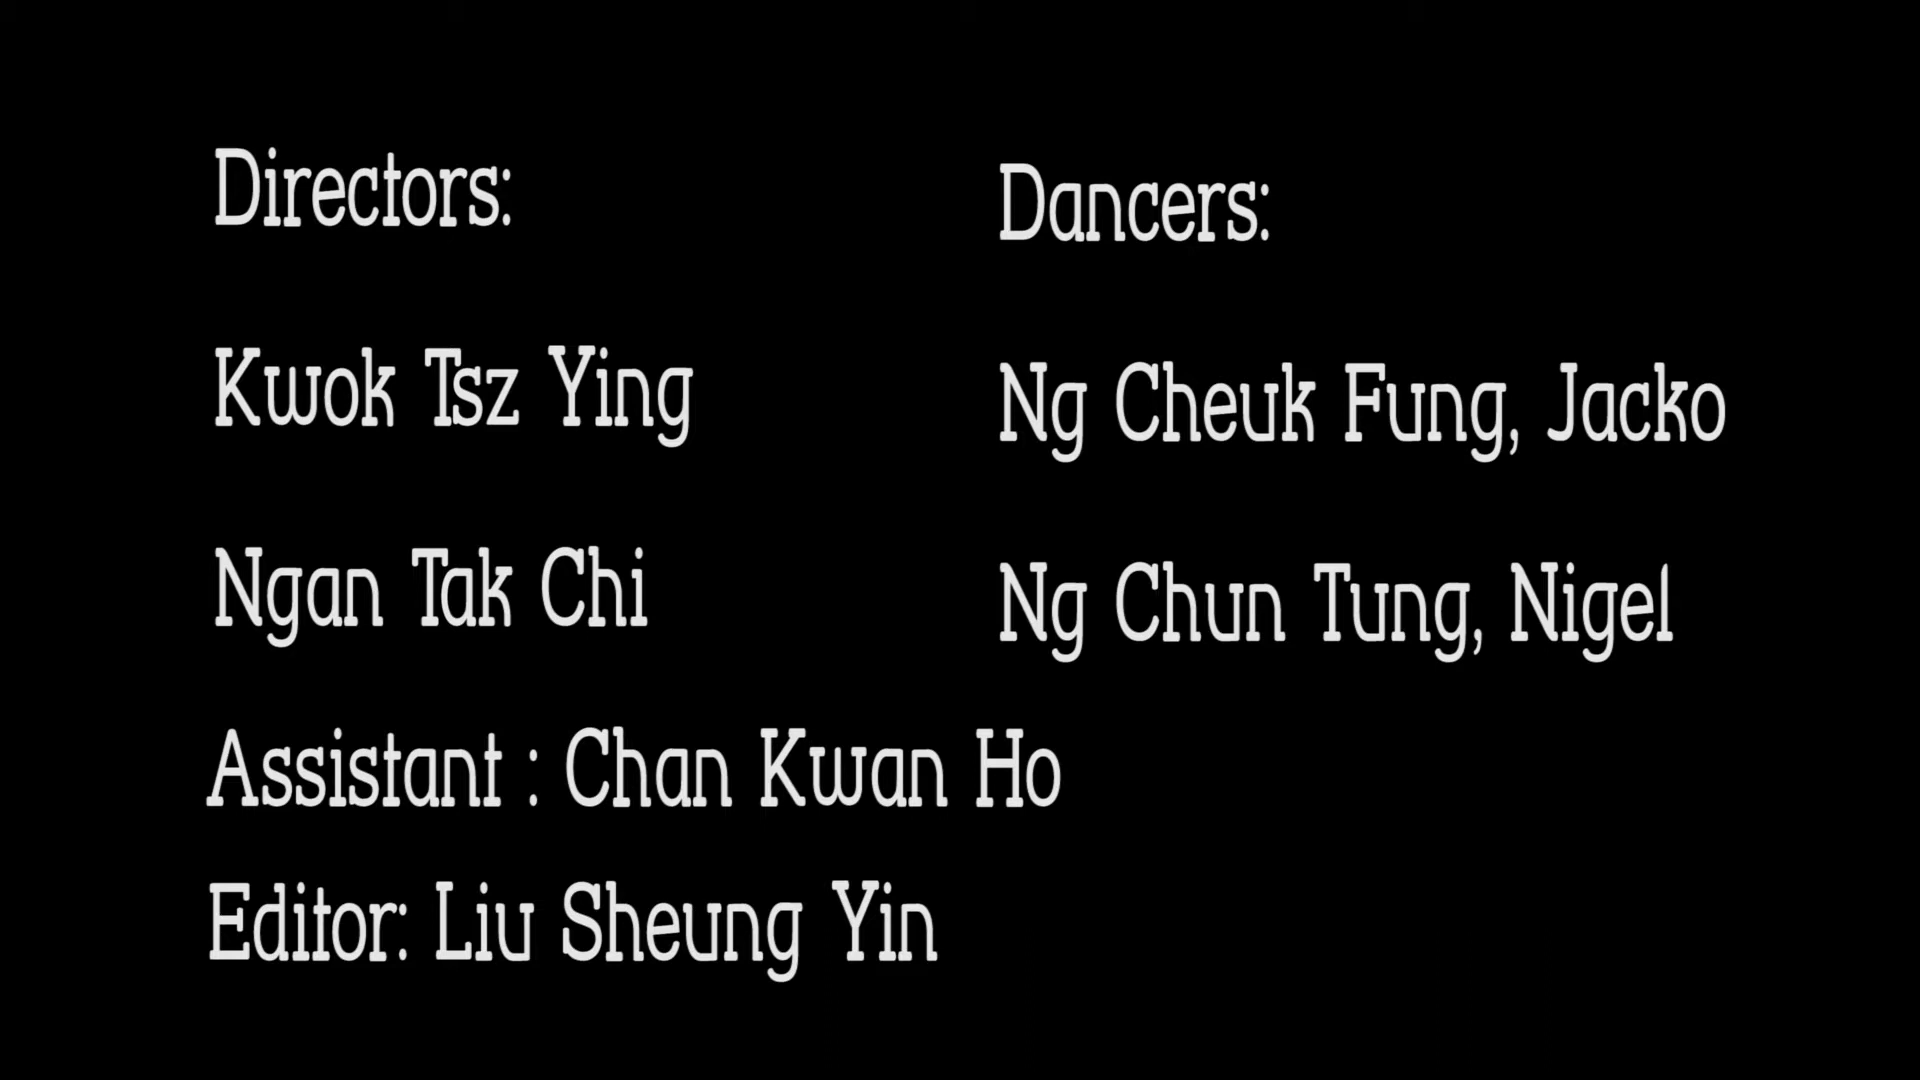 Directors:
Kwok Tsz Ying
Ngan Tak Chi
Assistant : Chan Kwan Ho
Editor: Liu Sheung Yin
Dancers:
Ng Cheuk Fung, Jacko
Ng Chun Tung, Nigel